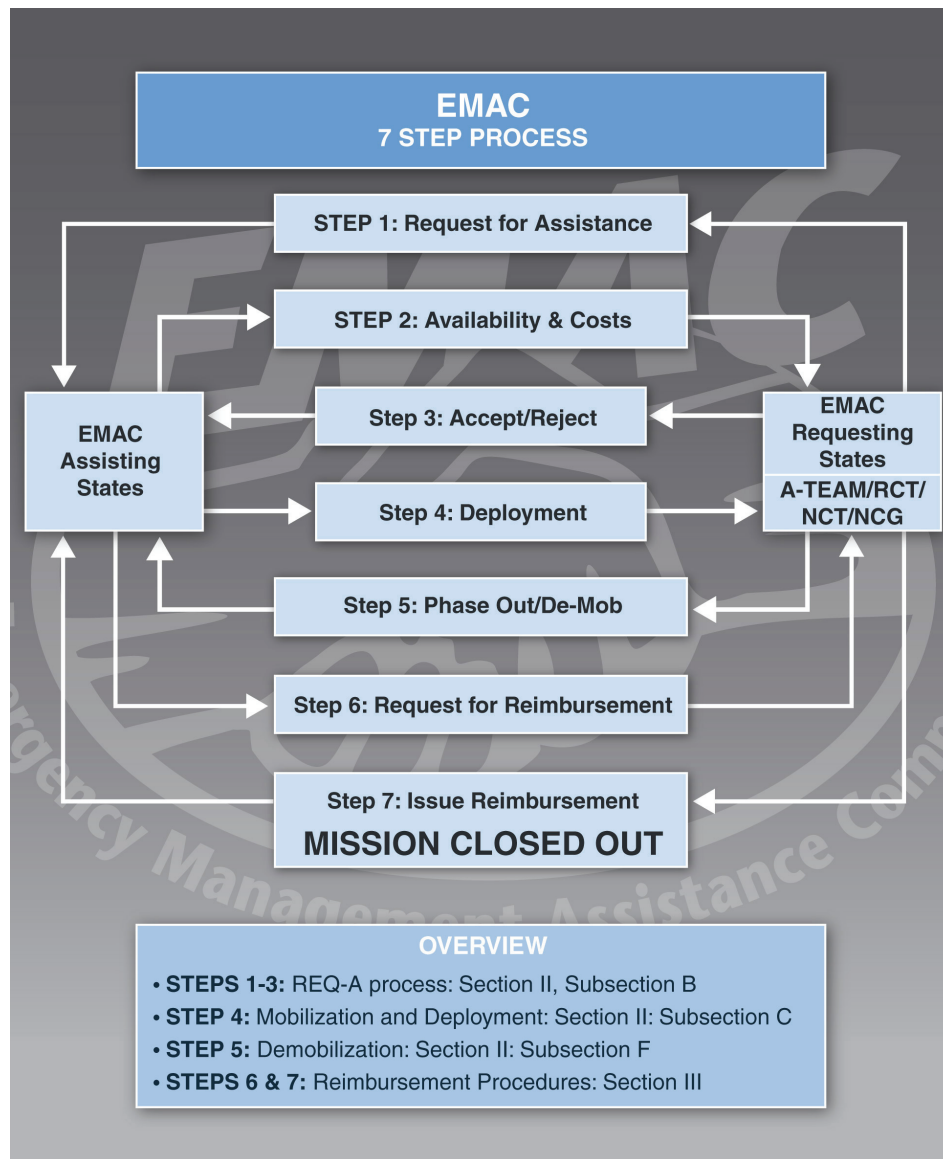 EMAC
7 STEP PROCESS
STEP 1: Request for Assistance
STEP 2: Availability & Costs
Step 3: Accept/Reject
EMAC
Assisting
States
EMAC
Requesting
States
A-TEAM/RCT/
NCT/NCG
Step 4: Deployment
Step 5: Phase Out/De-Mob
Step 6: Request for Reimbursement
Step 7: Issue Reimbursement
MISSION CLOSED OUT
EMAC
Management Assistance
OVERVIEW
• STEPS 1-3: REQ-A process: Section II, Subsection B
• STEP 4: Mobilization and Deployment: Section II: Subsection C
• STEP 5: Demobilization: Section II: Subsection F
• STEPS 6 & 7: Reimbursement Procedures: Section III